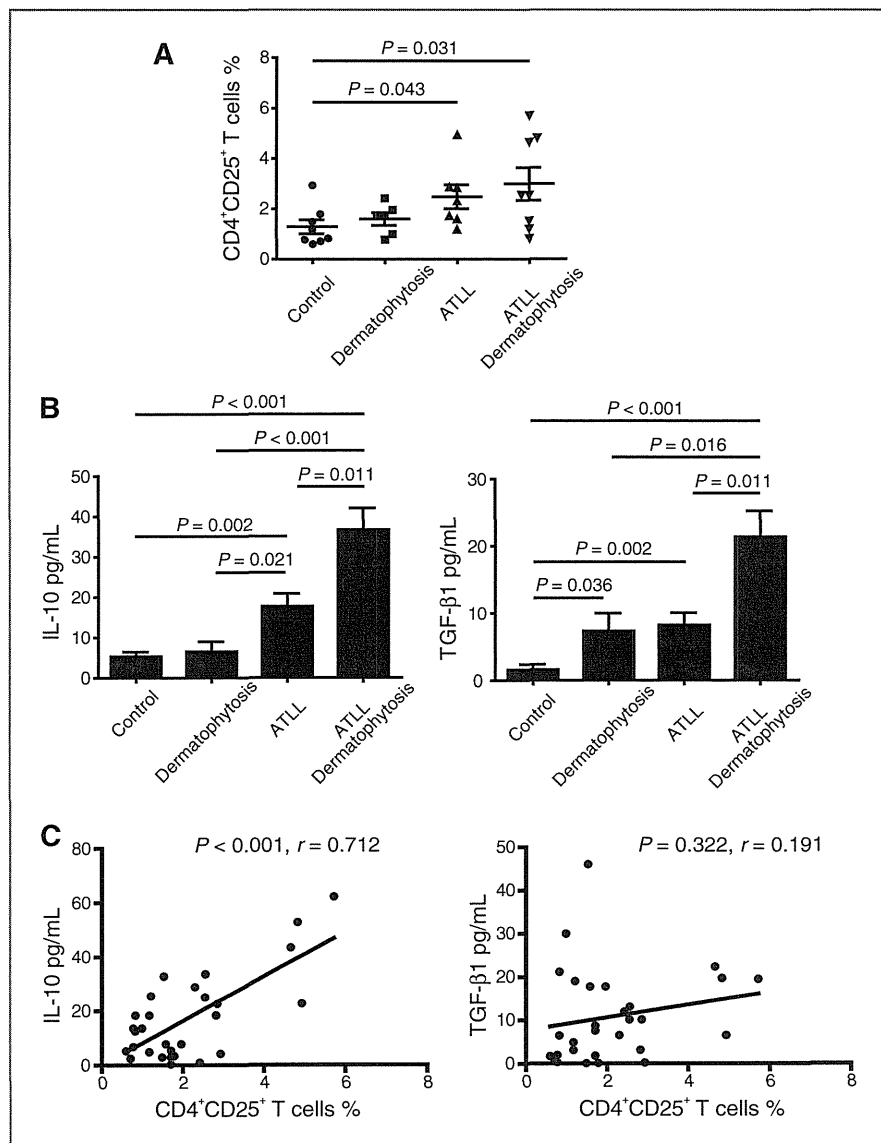 A
P = 0.031
P = 0.043
CD4⁺CD25⁺ T cells %
8
6
4
2
0
Control
Dermatophytosis
ATLL
ATLL
Dermatophytosis
B
P < 0.001
P < 0.001
P = 0.011
P = 0.002
P = 0.021
IL-10 pg/mL
50
40
30
20
10
0
Control
Dermatophytosis
ATLL
ATLL
Dermatophytosis
P < 0.001
P = 0.016
P = 0.011
P = 0.002
P = 0.036
TGF-β1 pg/mL
30
20
10
0
Control
Dermatophytosis
ATLL
ATLL
Dermatophytosis
C
P < 0.001, r = 0.712
IL-10 pg/mL
80
60
40
20
0
0 2 4 6 8
CD4⁺CD25⁺ T cells %
P = 0.322, r = 0.191
TGF-β1 pg/mL
50
40
30
20
10
0
0 2 4 6 8
CD4⁺CD25⁺ T cells %